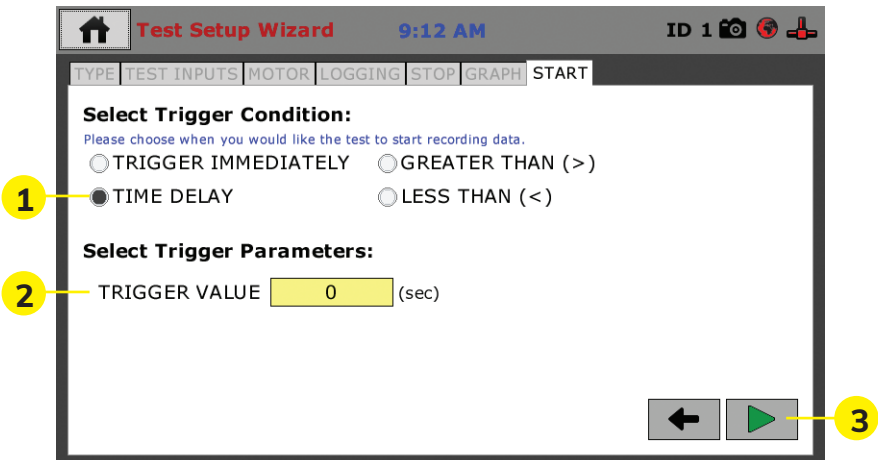 Test Setup Wizard 9:12 AM ID 1
TYPE TEST INPUTS MOTOR LOGGING STOP GRAPH START
Select Trigger Condition:
Please choose when you would like the test to start recording data.
TRIGGER IMMEDIATELY GREATER THAN (>)
1 TIME DELAY LESS THAN (<)
Select Trigger Parameters:
2 TRIGGER VALUE 0 (sec)
3